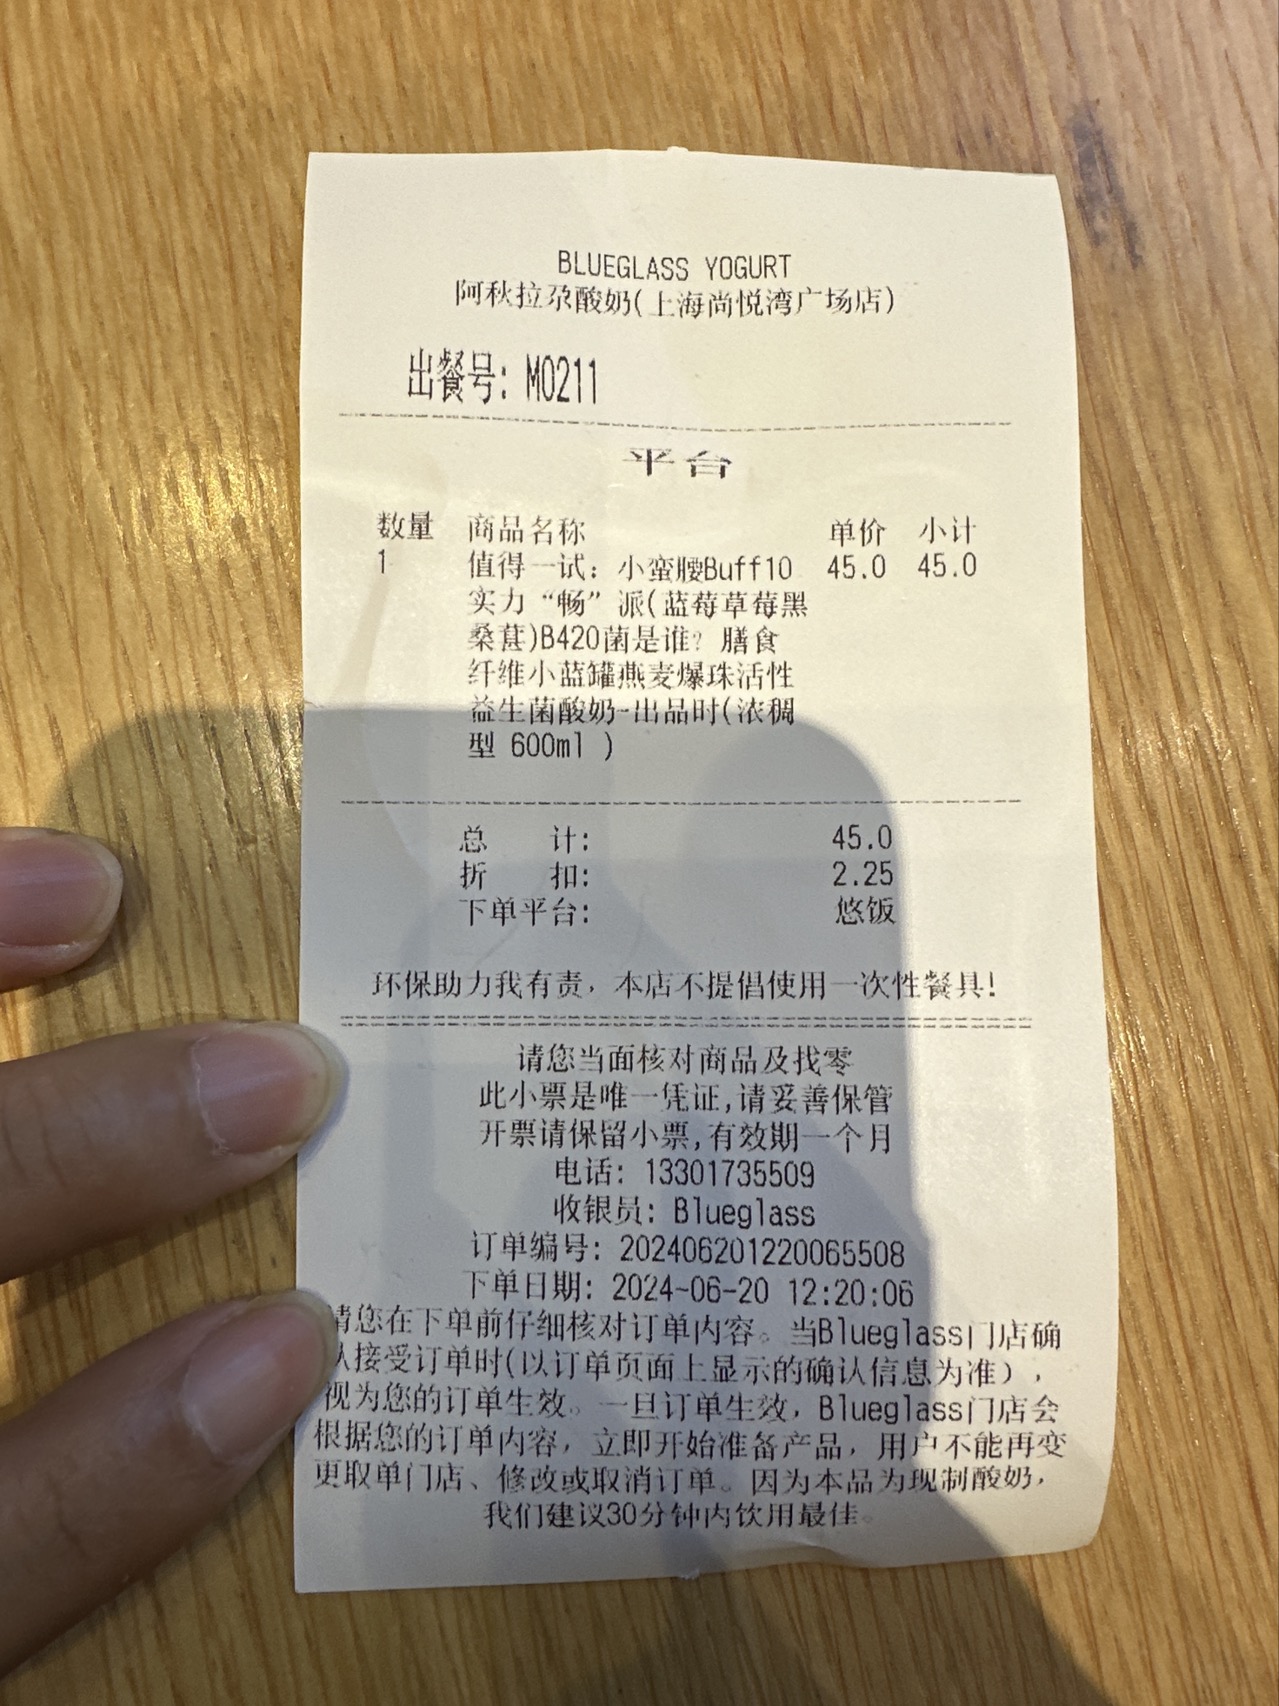 BLUEGLASS YOGURT
阿秋拉尕酸奶(上海尚悦湾广场店)
出餐号: M0211
平台
数量 商品名称 单价 小计
1 值得一试: 小蛮腰Buff10 45.0 45.0
实力“畅”派(蓝莓草莓黑
桑葚)B420菌是谁? 膳食
纤维小蓝罐燕麦爆珠活性
益生菌酸奶-出品时(浓稠
型 600ml )
总 计: 45.0
折 扣: 2.25
下单平台: 悠饭
环保助力我有责, 本店不提倡使用一次性餐具!
请您当面核对商品及找零
此小票是唯一凭证,请妥善保管
开票请保留小票,有效期一个月
电话: 13301735509
收银员: Blueglass
订单编号: 202406201220065508
下单日期: 2024-06-20 12:20:06
请您在下单前仔细核对订单内容。当Blueglass门店确
认接受订单时(以订单页面上显示的确认信息为准),
视为您的订单生效。一旦订单生效, Blueglass门店会
根据您的订单内容, 立即开始准备产品, 用户不能再变
更取单门店、修改或取消订单。因为本品为现制酸奶,
我们建议30分钟内饮用最佳。